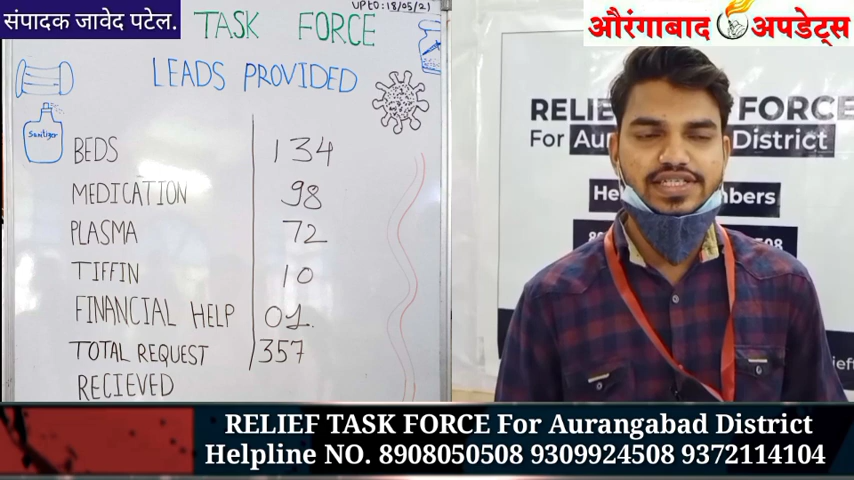 संपादक जावेद पटेल.
UPTO:18/05/21
TASK FORCE
LEADS PROVIDED
Sanitizer
BEDS 134
MEDICATION 98
PLASMA 72
TIFFIN 10
FINANCIAL HELP 01.
TOTAL REQUEST 357
RECIEVED
औरंगाबाद अपडेट्स
RELIEF FORCE
For Aurangabad District
RELIEF TASK FORCE For Aurangabad District
Helpline NO. 8908050508 9309924508 9372114104